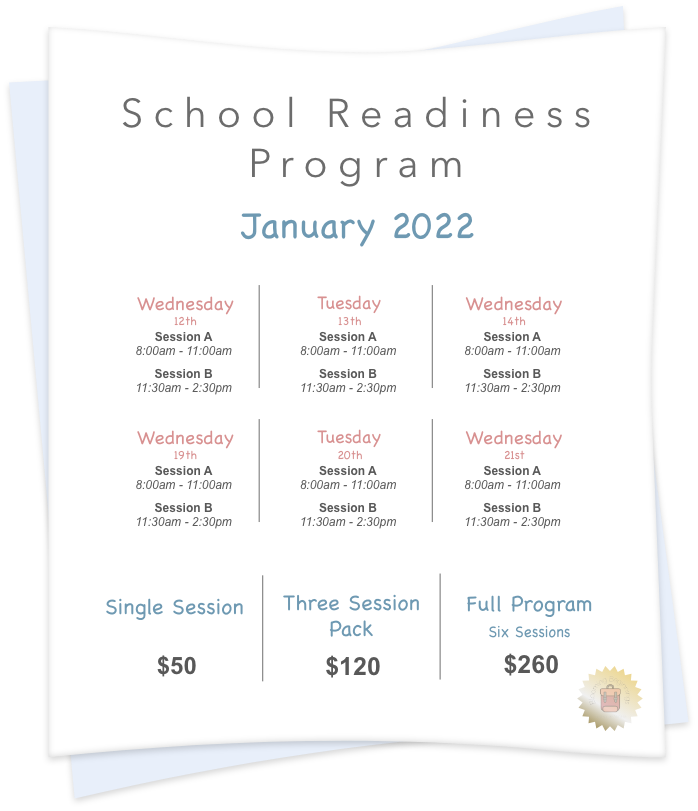 School Readiness
Program
January 2022
Wednesday
12th
Session A
8:00am - 11:00am
Session B
11:30am - 2:30pm
Tuesday
13th
Session A
8:00am - 11:00am
Session B
11:30am - 2:30pm
Wednesday
14th
Session A
8:00am - 11:00am
Session B
11:30am - 2:30pm
Wednesday
19th
Session A
8:00am - 11:00am
Session B
11:30am - 2:30pm
Tuesday
20th
Session A
8:00am - 11:00am
Session B
11:30am - 2:30pm
Wednesday
21st
Session A
8:00am - 11:00am
Session B
11:30am - 2:30pm
Single Session
$50
Three Session
Pack
$120
Full Program
Six Sessions
$260